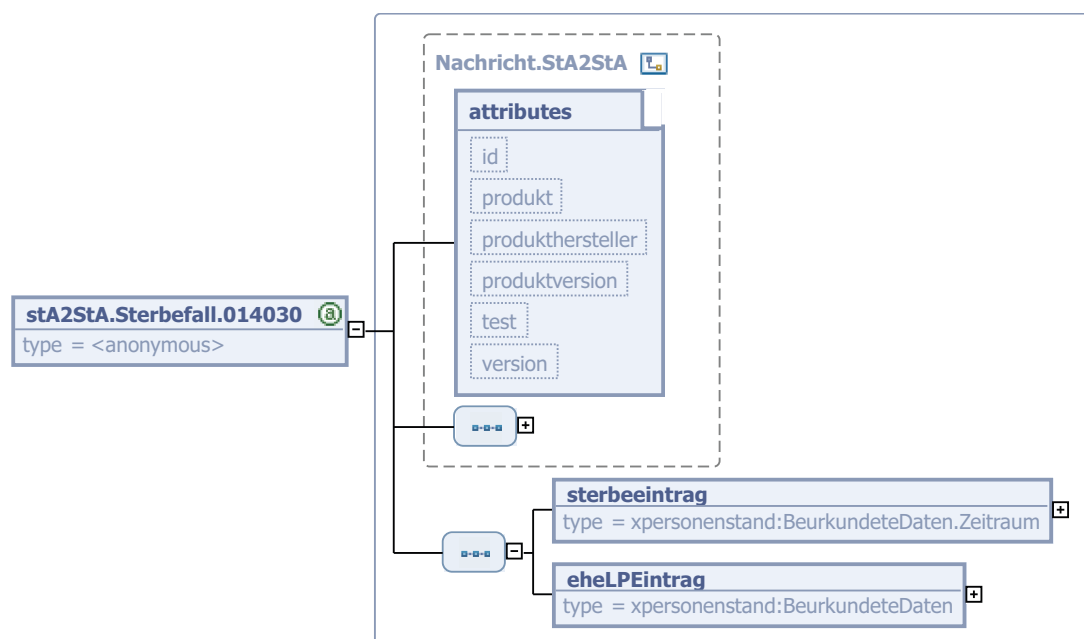 Nachricht.StA2StA
attributes
id
produkt
produkthersteller
produktversion
test
version
stA2StA.Sterbefall.014030 @
type = <anonymous>
sterbeeintrag
type = xpersonenstand:BeurkundeteDaten.Zeitraum
eheLPEintrag
type = xpersonenstand:BeurkundeteDaten